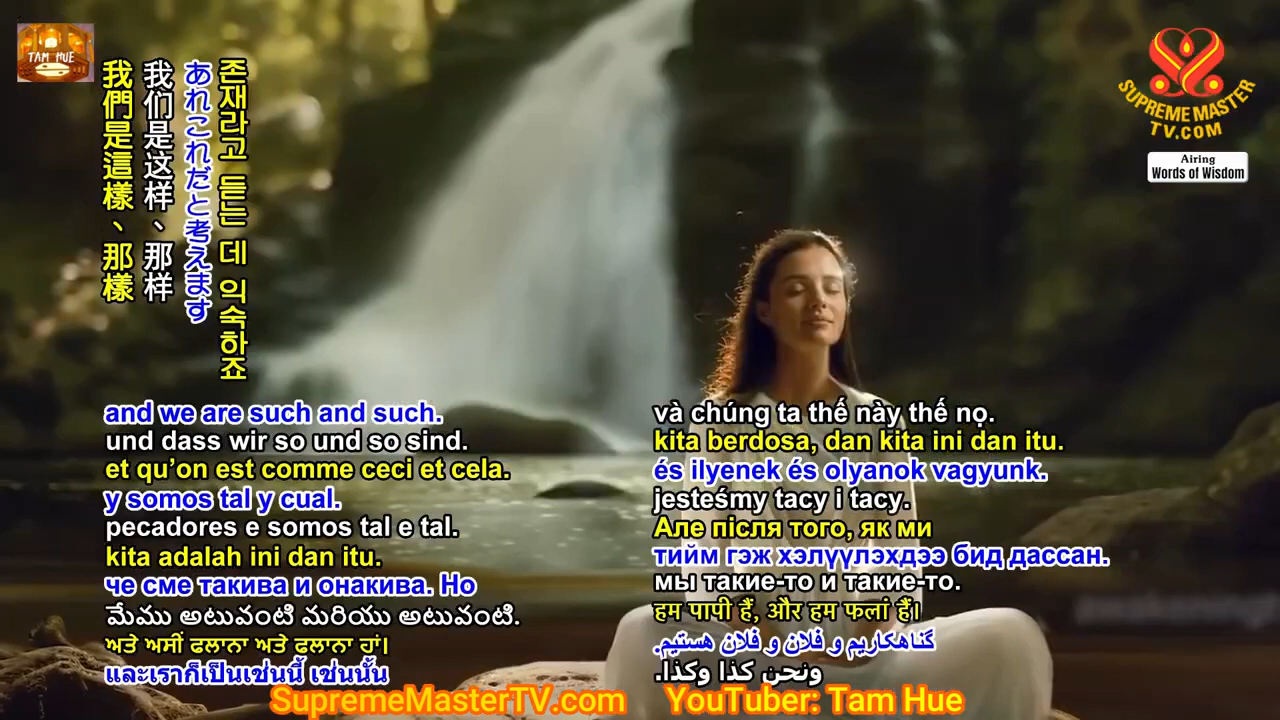 TAM HUE
SUPREME MASTER
TV.COM
Airing
Words of Wisdom
존재라고 듣는 데 익숙하죠
あれこれだと考えます
我们是这样、那样
我們是這樣、那樣
and we are such and such.
und dass wir so und so sind.
et qu’on est comme ceci et cela.
y somos tal y cual.
pecadores e somos tal e tal.
kita adalah ini dan itu.
че сме такива и онакива. Но
మేము అటువంటి మరియు అటువంటి.
ਅਤੇ ਅਸੀਂ ਫਲਾਨਾ ਅਤੇ ਫਲਾਨਾ ਹਾਂ।
และเราก็เป็นเช่นนี้ เช่นนั้น
và chúng ta thế này thế nọ.
kita berdosa, dan kita ini dan itu.
és ilyenek és olyanok vagyunk.
jesteśmy tacy i tacy.
Але після того, як ми
тийм гэж хэлүүлэхдээ бид дассан.
мы такие-то и такие-то.
हम पापी हैं, और हम फलां हैं।
گناهکاریم و فلان و فلان هستیم.
ونحن كذا وكذا.
SupremeMasterTV.com YouTuber: Tam Hue